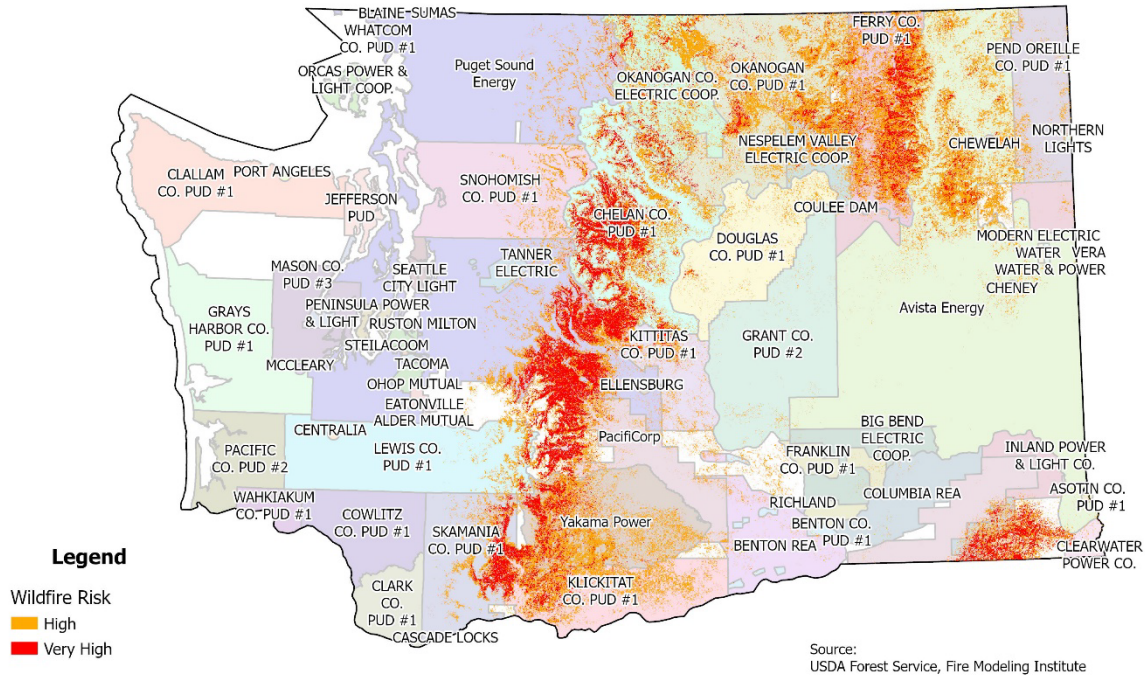 BLAINE SUMAS
WHATCOM
CO. PUD #1
ORCAS POWER &
LIGHT COOP.
Puget Sound
Energy
OKANOGAN CO.
ELECTRIC COOP.
OKANOGAN
CO. PUD #1
FERRY CO.
PUD #1
PEND OREILLE
CO. PUD #1
NESPELEM VALLEY
ELECTRIC COOP.
CHEWELAH
NORTHERN
LIGHTS
CLALLAM
CO. PUD #1
PORT ANGELES
JEFFERSON
PUD
SNOHOMISH
CO. PUD #1
CHELAN CO.
PUD #1
COULEE DAM
DOUGLAS
CO. PUD #1
MODERN ELECTRIC
WATER VERA
WATER & POWER
CHENEY
MASON CO.
PUD #3
SEATTLE
CITY LIGHT
TANNER
ELECTRIC
Avista Energy
GRAYS
HARBOR CO.
PUD #1
PENINSULA POWER
& LIGHT
RUSTON MILTON
STEILACOOM
MCCLEARY
TACOMA
KITTITAS
CO. PUD #1
GRANT CO.
PUD #2
OHOP MUTUAL
ELLENSBURG
EATONVILLE
ALDER MUTUAL
CENTRALIA
PACIFIC
CO. PUD #2
LEWIS CO.
PUD #1
PacifiCorp
BIG BEND
ELECTRIC
COOP.
FRANKLIN
CO. PUD #1
INLAND POWER
& LIGHT CO.
WAHKIAKUM
CO. PUD #1
COWLITZ
CO. PUD #1
SKAMANIA
CO. PUD #1
Yakama Power
RICHLAND
COLUMBIA REA
ASOTIN CO.
PUD #1
BENTON CO.
PUD #1
BENTON REA
CLEARWATER
POWER CO.
KLICKITAT
CO. PUD #1
CLARK
CO.
PUD #1
CASCADE LOCKS
Legend
Wildfire Risk
High
Very High
Source:
USDA Forest Service, Fire Modeling Institute